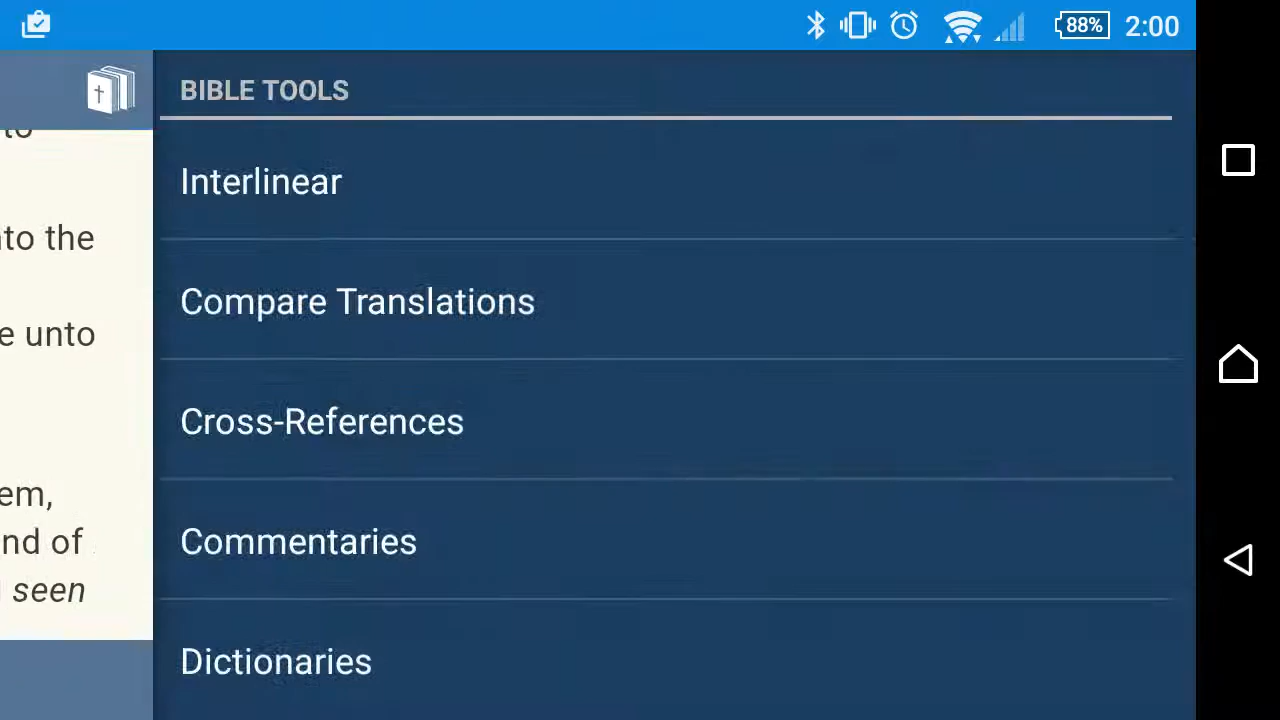 88% 2:00
BIBLE TOOLS
to
Interlinear
to the
Compare Translations
e unto
Cross-References
em,
Commentaries
nd of
seen
Dictionaries